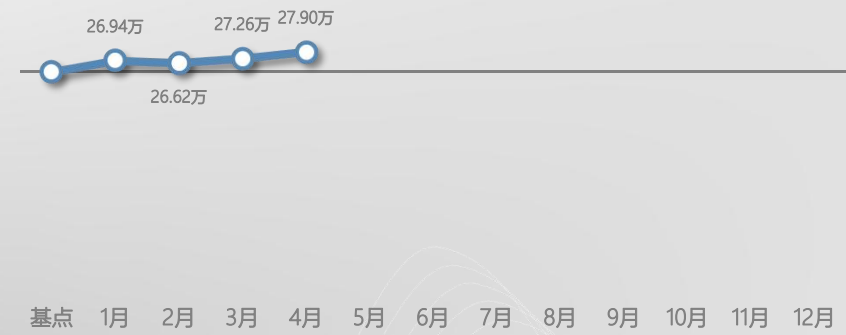 26.94万
27.26万
27.90万
26.62万
基点 1月 2月 3月 4月 5月 6月 7月 8月 9月 10月 11月 12月